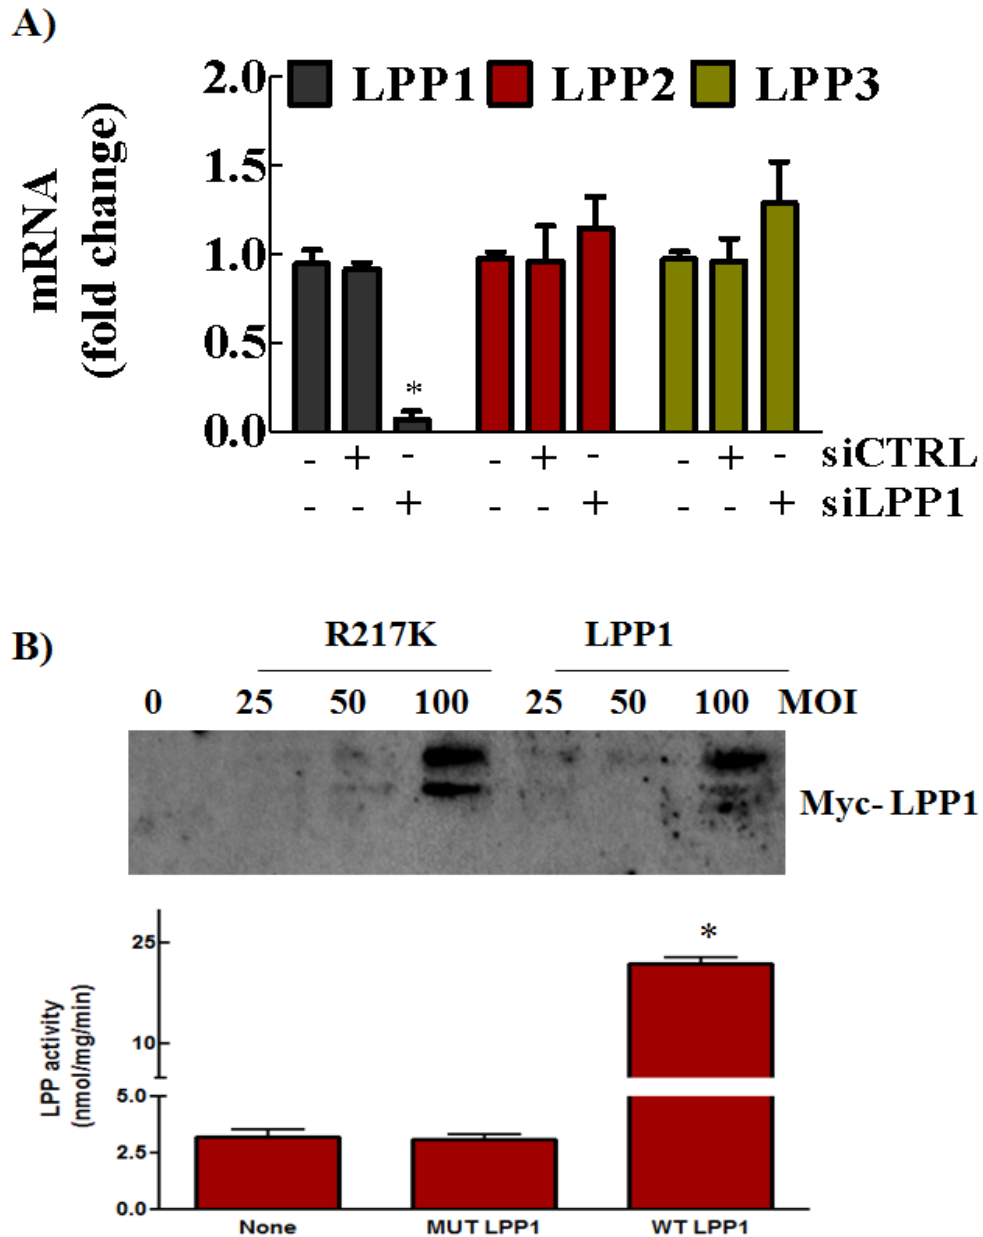 A)
LPP1 LPP2 LPP3
mRNA
(fold change)
2.0
1.5
1.0
0.5
0.0
*
- + - - + - - + - siCTRL
- - + - - + - - + siLPP1
B)
R217K LPP1
0 25 50 100 25 50 100 MOI
Myc- LPP1
LPP activity
(nmol/mg/min)
25
10
5.0
2.5
0.0
*
None MUT LPP1 WT LPP1